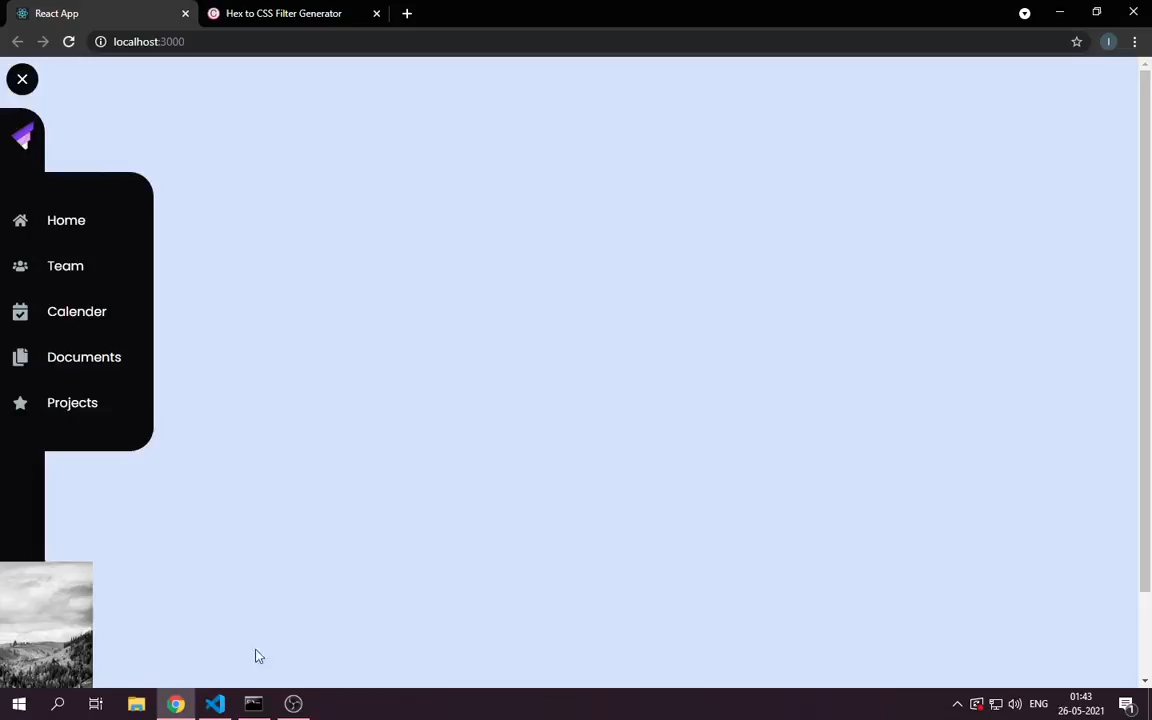 React App
Hex to CSS Filter Generator
localhost:3000
I
Home
Team
Calender
Documents
Projects
ENG
01:43
26-05-2021
1